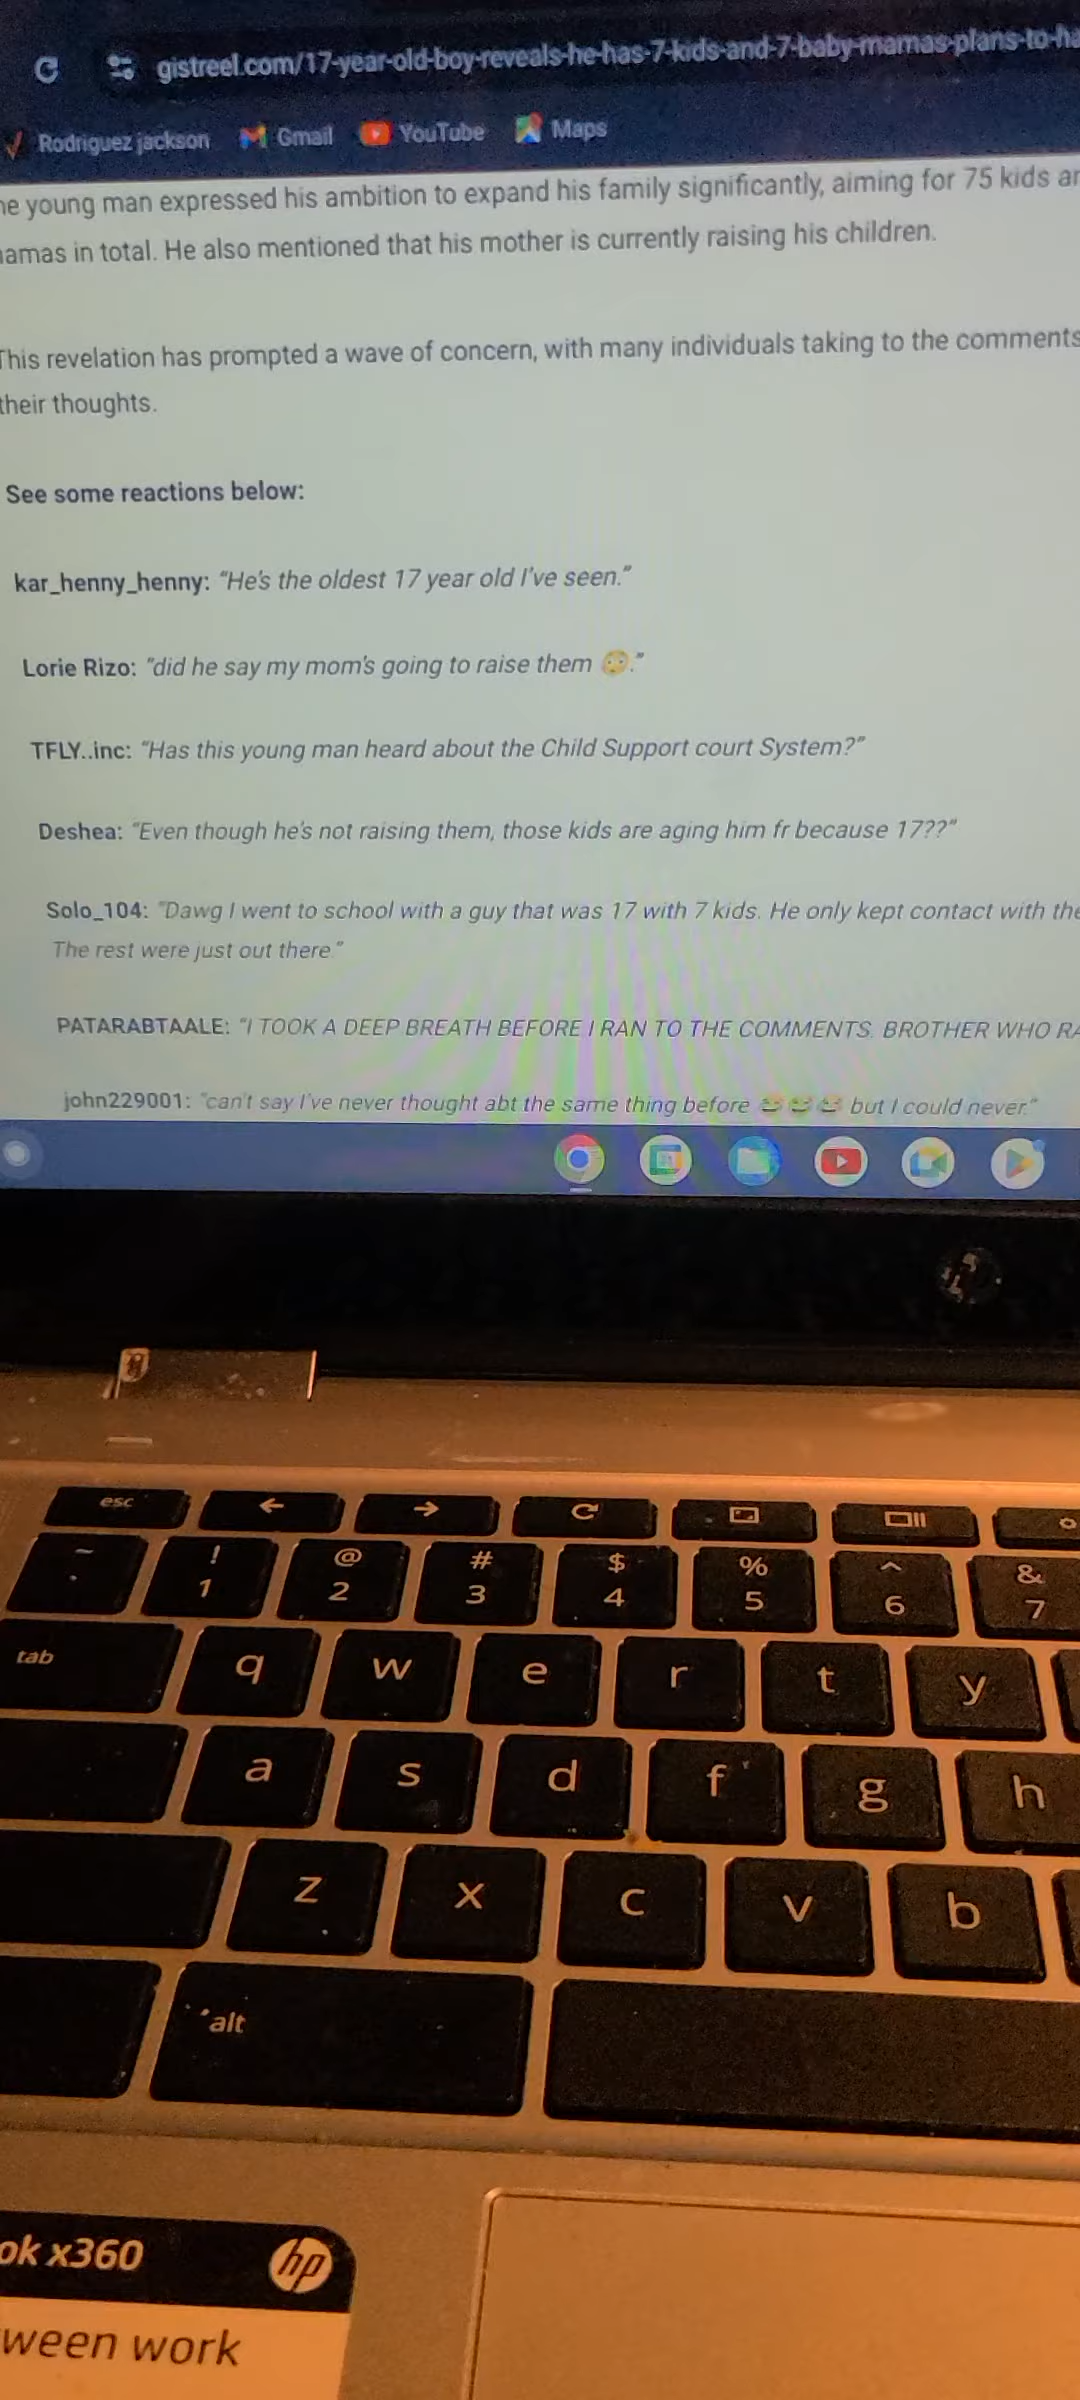 gistreel.com/17-year-old-boy-reveals-he-has-7-kids-and-7-baby-mamas-plans-to-ha
Rodriguez jackson Gmail YouTube Maps
he young man expressed his ambition to expand his family significantly, aiming for 75 kids an
amas in total. He also mentioned that his mother is currently raising his children.
This revelation has prompted a wave of concern, with many individuals taking to the comments
their thoughts.
See some reactions below:
kar_henny_henny: “He’s the oldest 17 year old I’ve seen.”
Lorie Rizo: “did he say my mom’s going to raise them 😳.”
TFLY..inc: “Has this young man heard about the Child Support court System?”
Deshea: “Even though he’s not raising them, those kids are aging him fr because 17??”
Solo_104: “Dawg I went to school with a guy that was 17 with 7 kids. He only kept contact with the
The rest were just out there.”
PATARABTAALE: “I TOOK A DEEP BREATH BEFORE I RAN TO THE COMMENTS. BROTHER WHO RA
john229001: “can’t say I’ve never thought abt the same thing before 😂😂😂 but I could never.”
hp
esc
! @ # $ % ^ &
1 2 3 4 5 6 7
tab q w e r t y
a s d f g h
z x c v b
alt
ok x360 hp
ween work